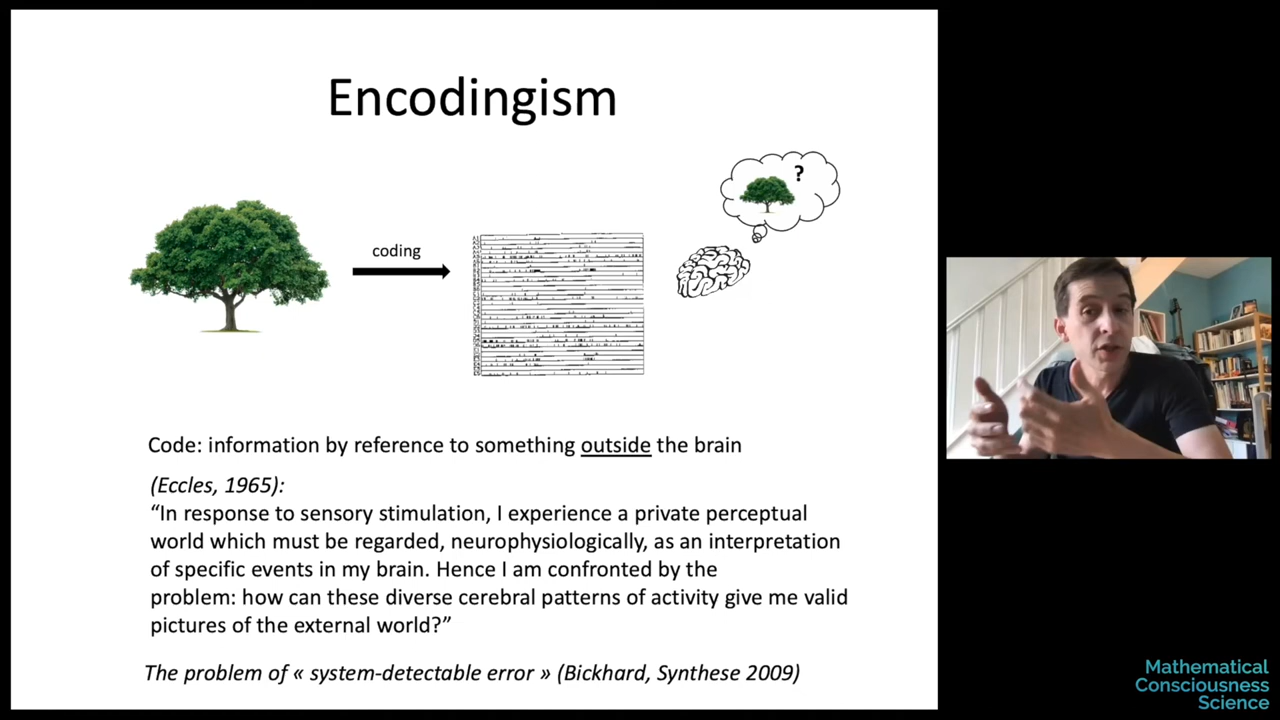 Encodingism
?
coding
Code: information by reference to something outside the brain
(Eccles, 1965):
“In response to sensory stimulation, I experience a private perceptual
world which must be regarded, neurophysiologically, as an interpretation
of specific events in my brain. Hence I am confronted by the
problem: how can these diverse cerebral patterns of activity give me valid
pictures of the external world?”
The problem of « system-detectable error » (Bickhard, Synthese 2009)
Mathematical
Consciousness
Science